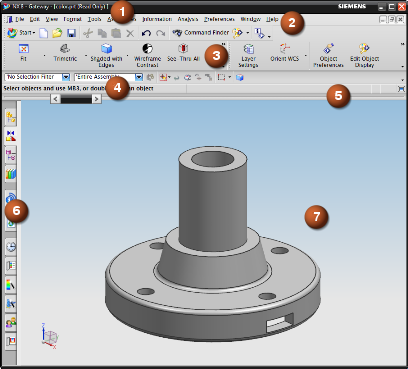 NX 8 - Gateway - [color.prt (Read Only) ]
SIEMENS
1
File Edit View Format Tools Information Analysis Preferences Window Help
2
Start
Command Finder
Fit
Trimetric
Shaded with Edges
Wireframe Contrast
See-Thru All
3
Layer Settings
Orient WCS
Object Preferences
Edit Object Display
No Selection Filter
Entire Assembly
4
Select objects and use MB3, or double-click an object
5
6
7
Z
X